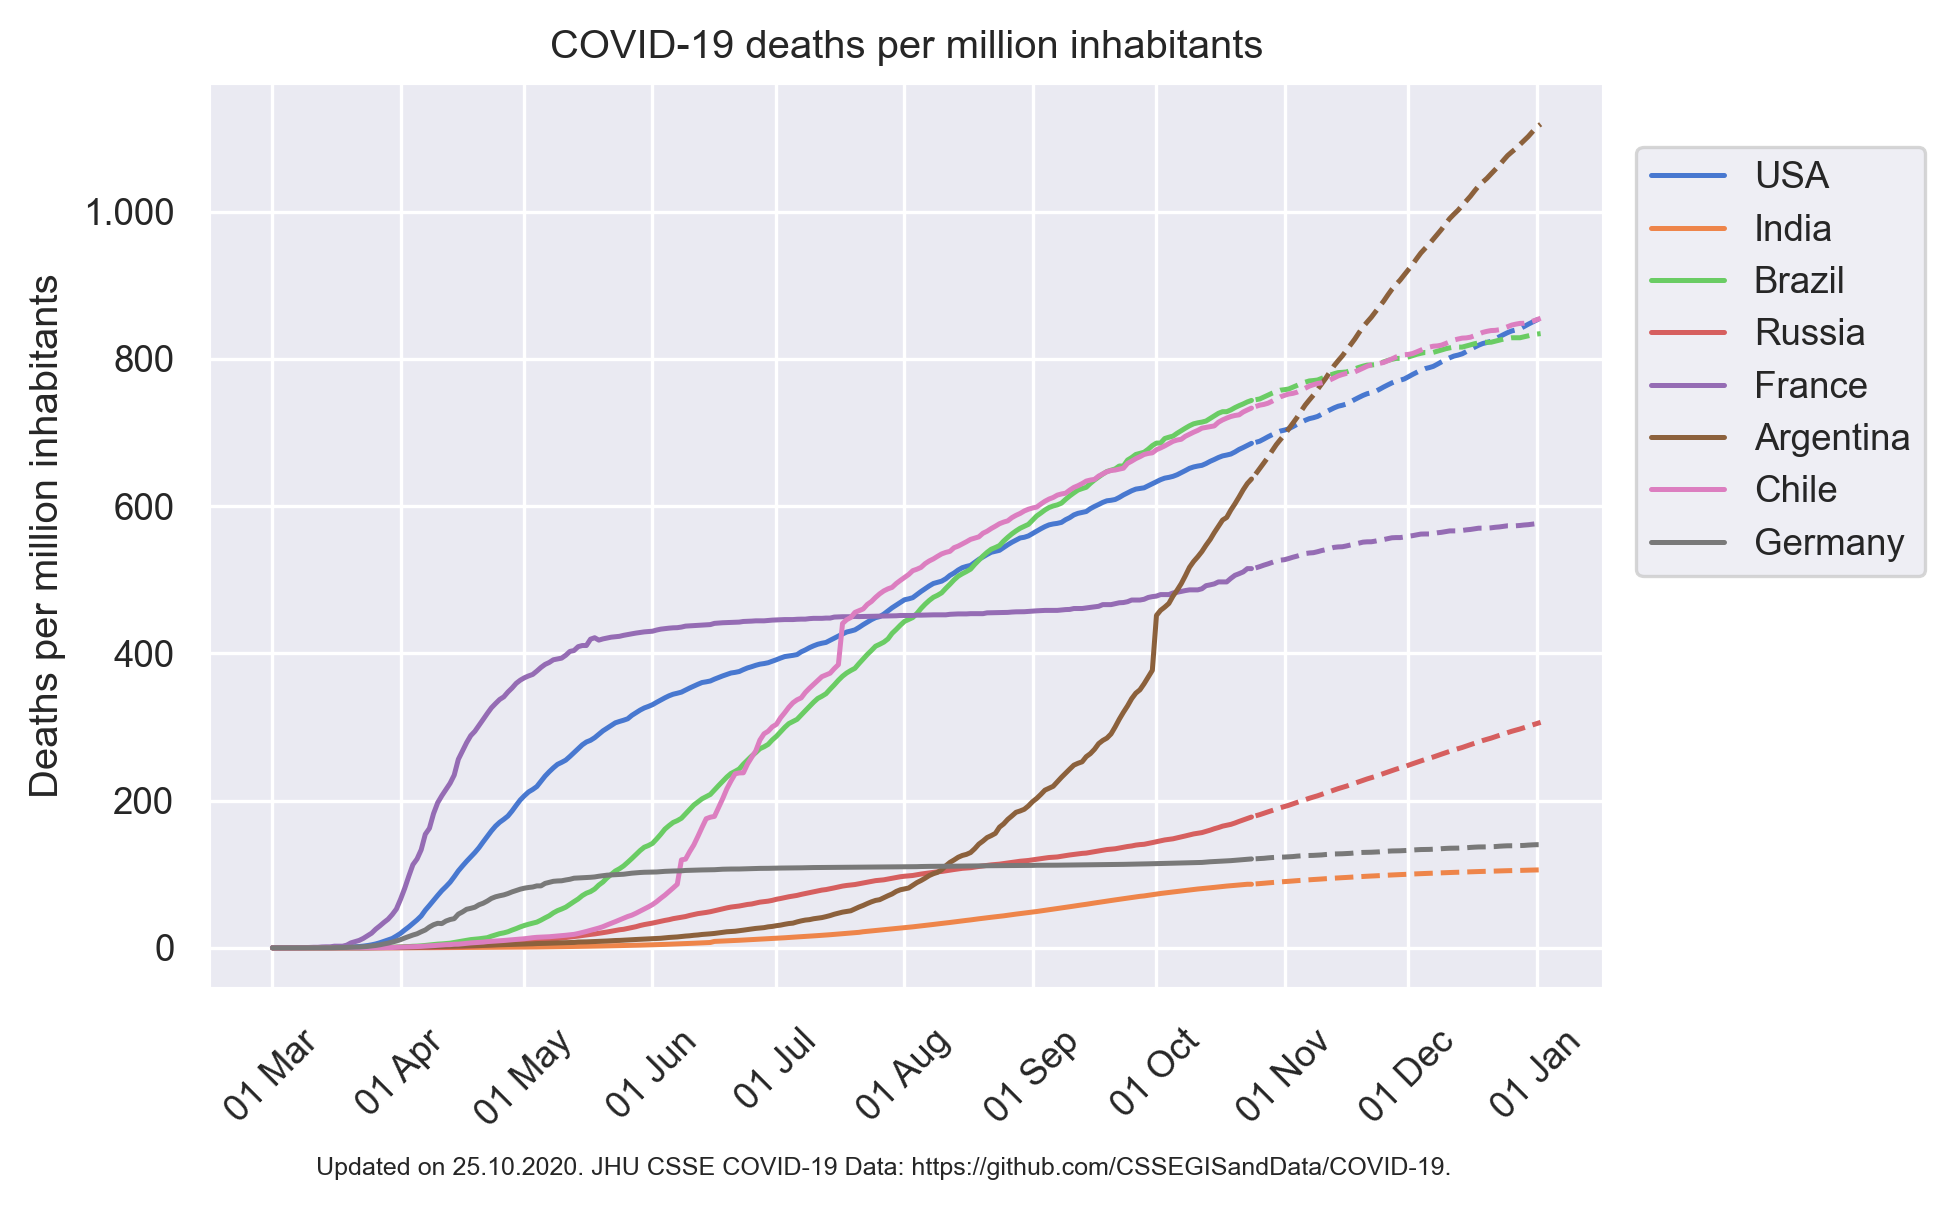 COVID-19 deaths per million inhabitants
Deaths per million inhabitants
1.000
800
600
400
200
0
01 Mar
01 Apr
01 May
01 Jun
01 Jul
01 Aug
01 Sep
01 Oct
01 Nov
01 Dec
01 Jan
USA
India
Brazil
Russia
France
Argentina
Chile
Germany
Updated on 25.10.2020. JHU CSSE COVID-19 Data: https://github.com/CSSEGISandData/COVID-19.